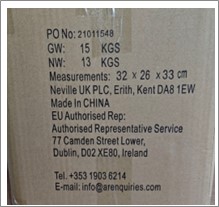 PO No: 21011548
GW: 15 KGS
NW: 13 KGS
Measurements: 32 × 26 × 33 cm
Neville UK PLC, Erith, Kent DA8 1EW
Made In CHINA
EU Authorised Rep:
Authorised Representative Service
77 Camden Street Lower,
Dublin, D02 XE80, Ireland
Tel: +353 1903 6214
E-mail: info@arenquiries.com